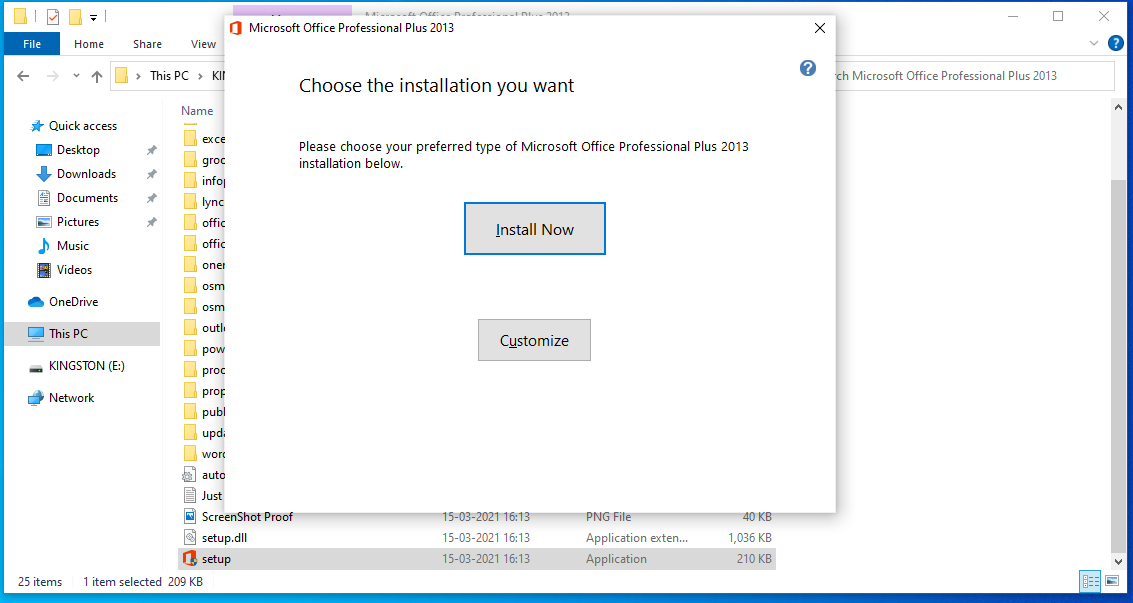 Microsoft Office Professional Plus 2013
File Home Share View
This PC
rch Microsoft Office Professional Plus 2013
Name
Quick access
Desktop
Downloads
Documents
Pictures
Music
Videos
OneDrive
This PC
KINGSTON (E:)
Network
exce
groo
infop
lync
offic
offic
oner
osm
osm
outlo
pow
proo
prop
publ
upda
word
auto
Just
ScreenShot Proof 15-03-2021 16:13 PNG File 40 KB
setup.dll 15-03-2021 16:13 Application exten... 1,036 KB
setup 15-03-2021 16:13 Application 210 KB
25 items 1 item selected 209 KB
Microsoft Office Professional Plus 2013
Choose the installation you want
Please choose your preferred type of Microsoft Office Professional Plus 2013
installation below.
Install Now
Customize